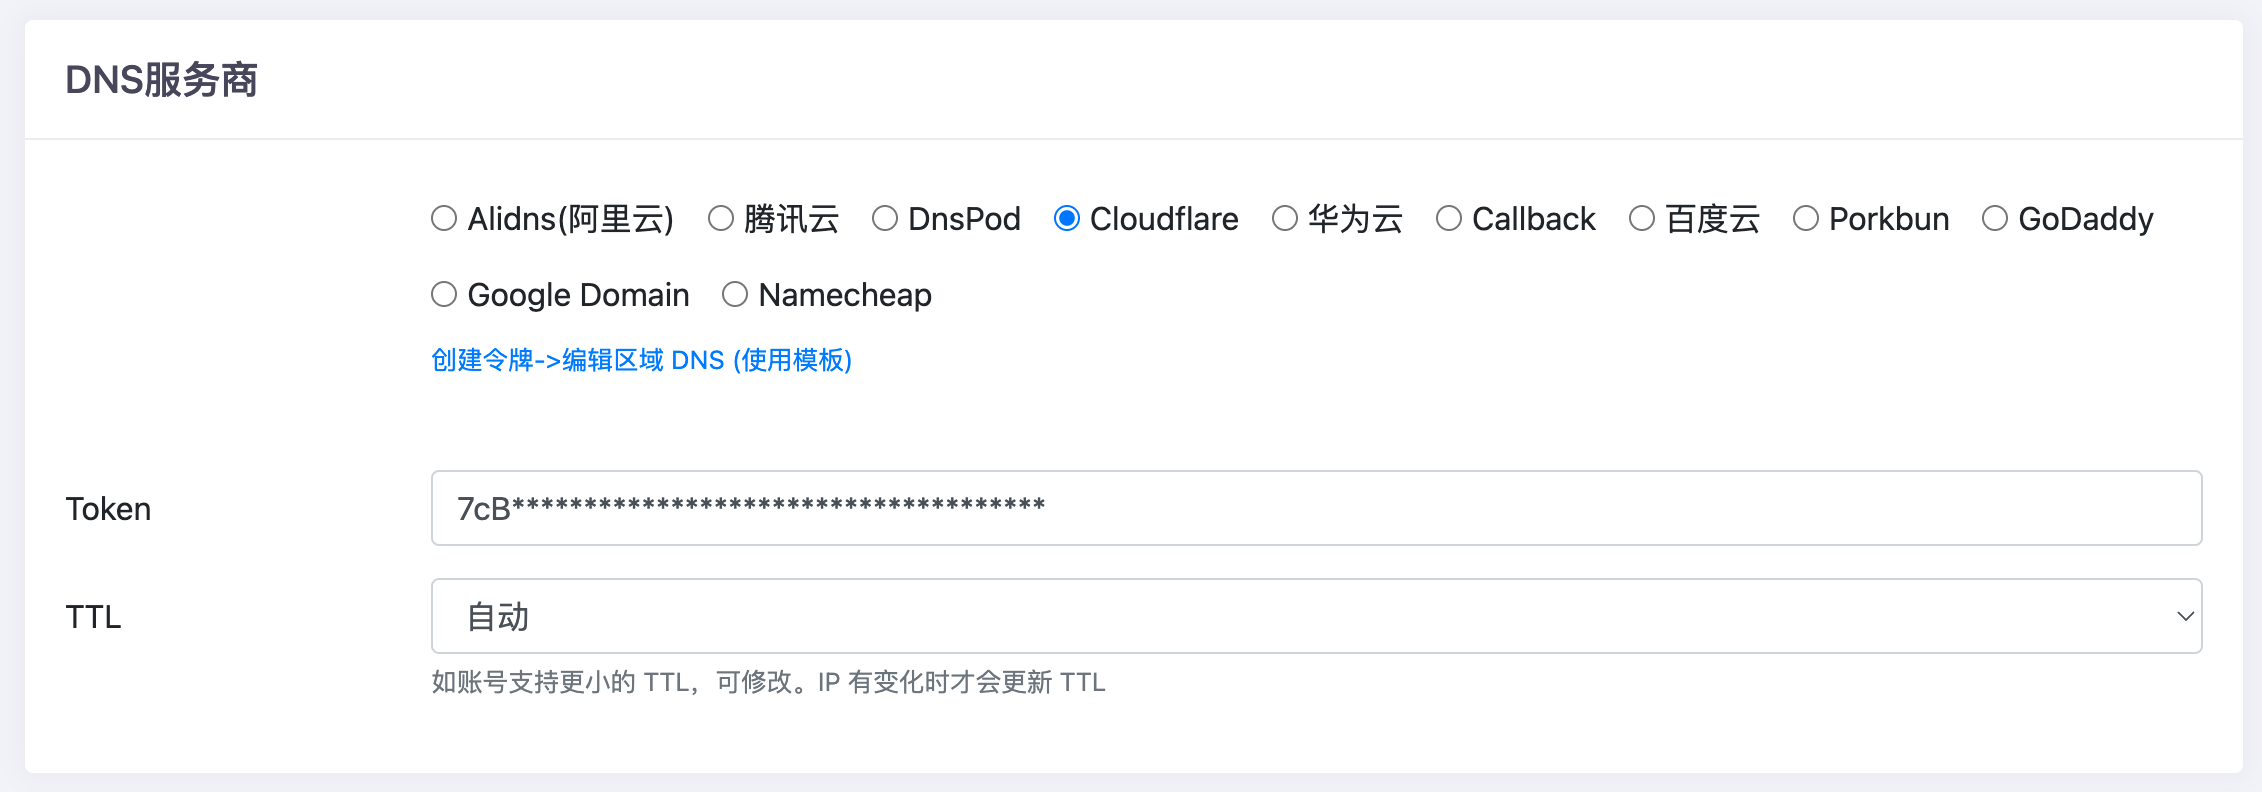 DNS服务商
Alidns(阿里云) 腾讯云 DnsPod Cloudflare 华为云 Callback 百度云 Porkbun GoDaddy
Google Domain Namecheap
创建令牌->编辑区域 DNS (使用模板)
Token 7cB*************************************
TTL 自动
如账号支持更小的 TTL，可修改。IP 有变化时才会更新 TTL